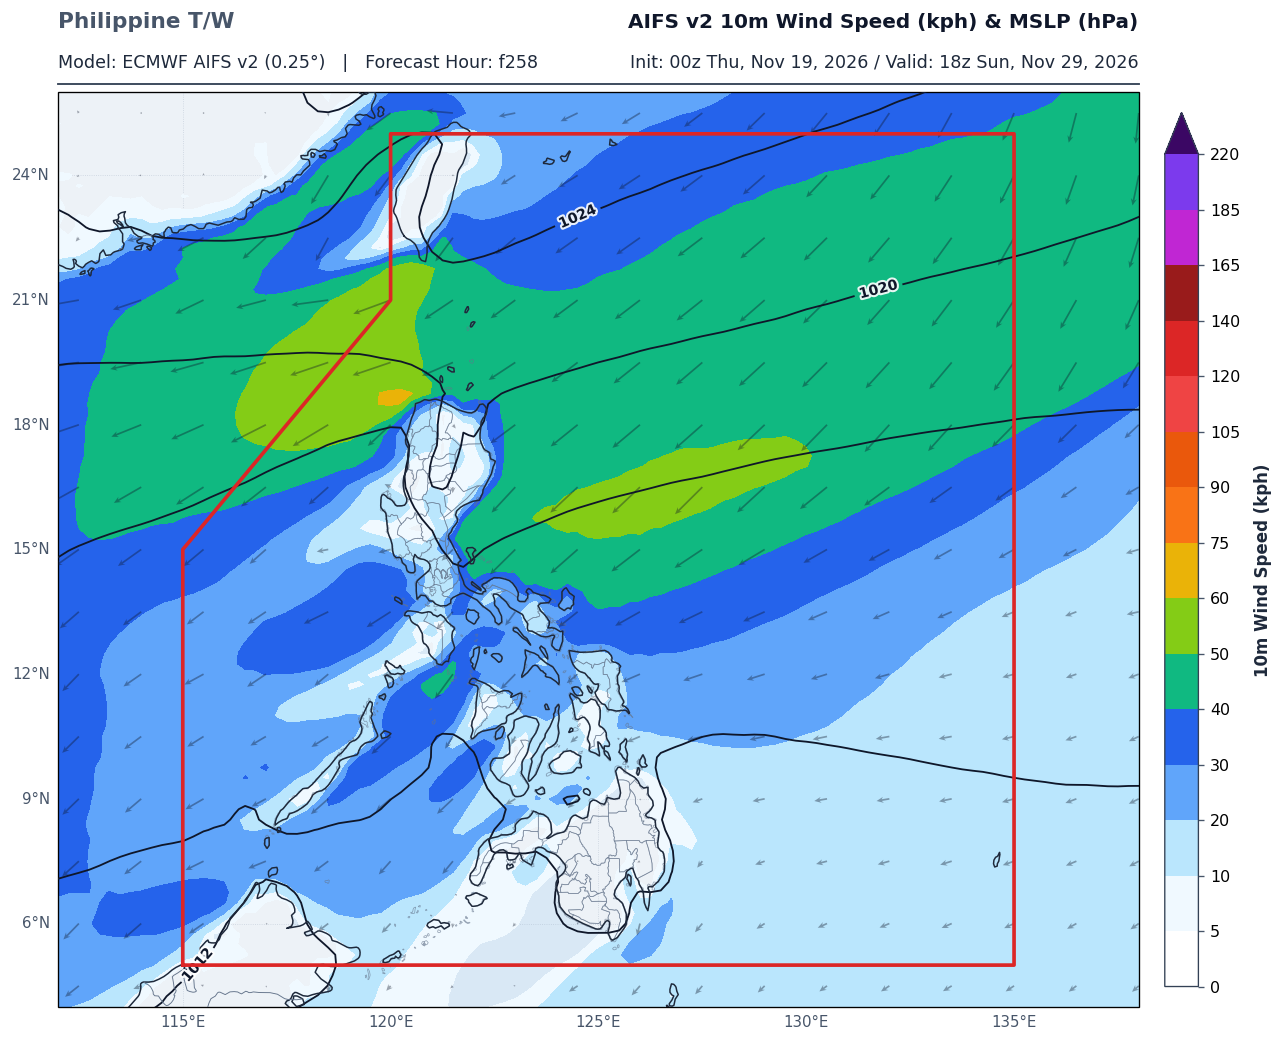 Philippine T/W
AIFS v2 10m Wind Speed (kph) & MSLP (hPa)
Model: ECMWF AIFS v2 (0.25°)   |   Forecast Hour: f258
Init: 00z Thu, Nov 19, 2026 / Valid: 18z Sun, Nov 29, 2026
24°N
21°N
18°N
15°N
12°N
9°N
6°N
1024
1020
1012
115°E
120°E
125°E
130°E
135°E
220
185
165
140
120
105
90
75
60
50
40
30
20
10
5
0
10m Wind Speed (kph)